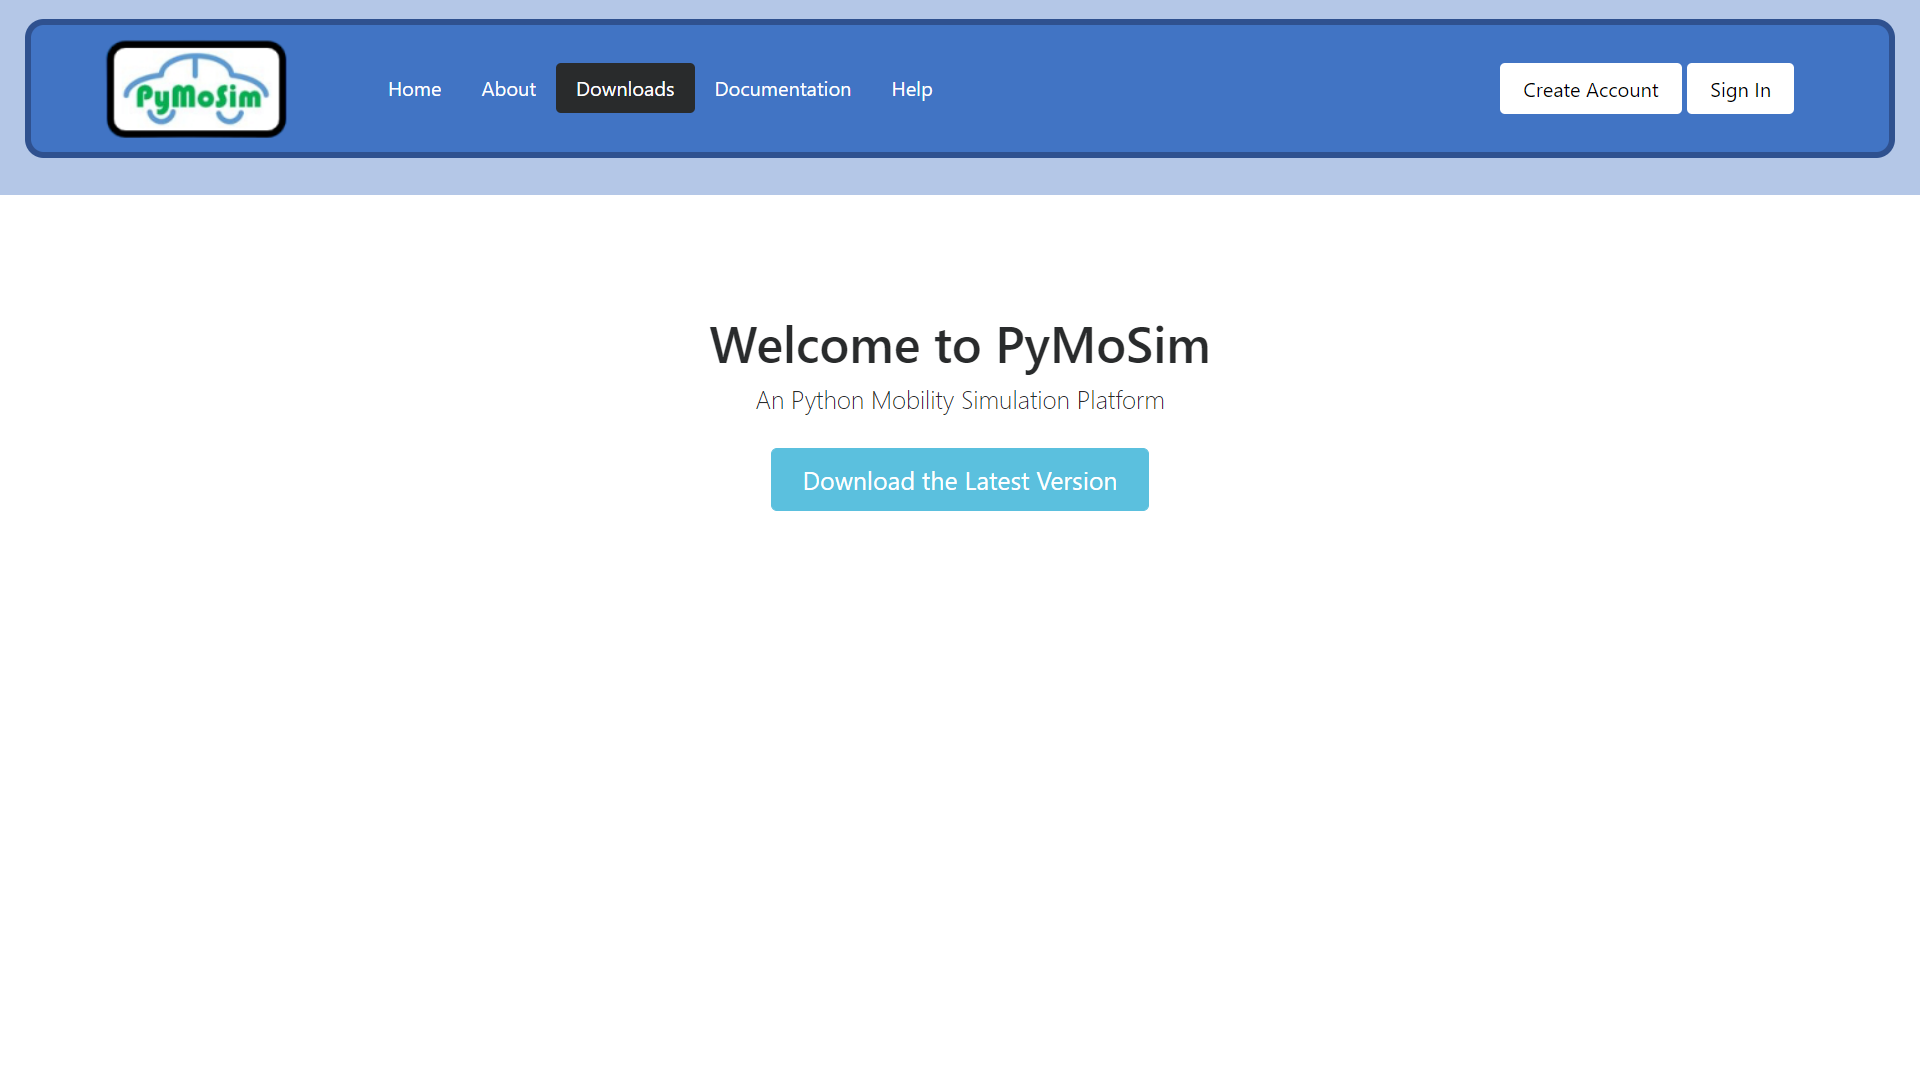 PyMoSim
Home About Downloads Documentation Help Create Account Sign In
Welcome to PyMoSim
An Python Mobility Simulation Platform
Download the Latest Version